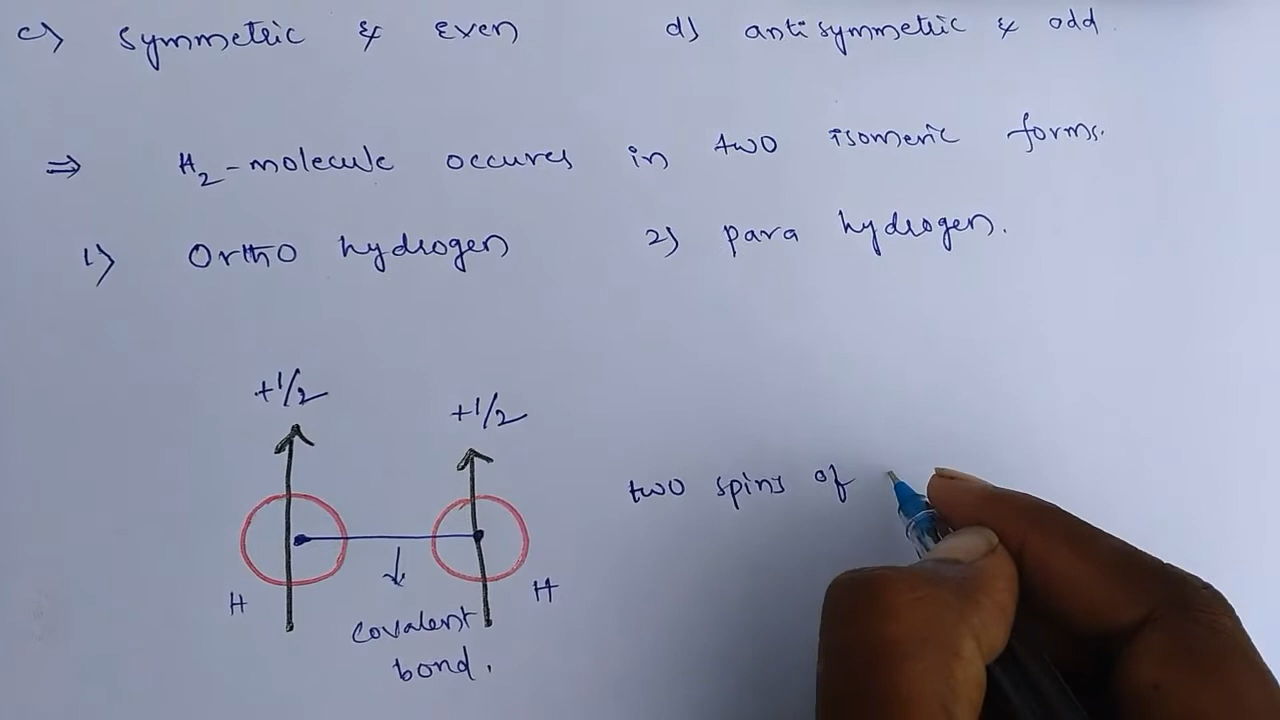 c) symmetric & even d) antisymmetric & odd
⇒ H₂-molecule occures in two isomeric forms.
1) Ortho hydrogen 2) para hydrogen.
+1/2 +1/2
two spins of
H H
covalent
bond.